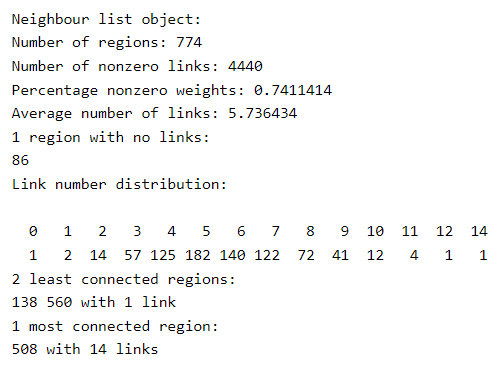 Neighbour list object:
Number of regions: 774
Number of nonzero links: 4440
Percentage nonzero weights: 0.7411414
Average number of links: 5.736434
1 region with no links:
86
Link number distribution:

  0   1   2   3   4   5   6   7   8   9  10  11  12  14
  1   2  14  57 125 182 140 122  72  41  12   4   1   1
2 least connected regions:
138 560 with 1 link
1 most connected region:
508 with 14 links